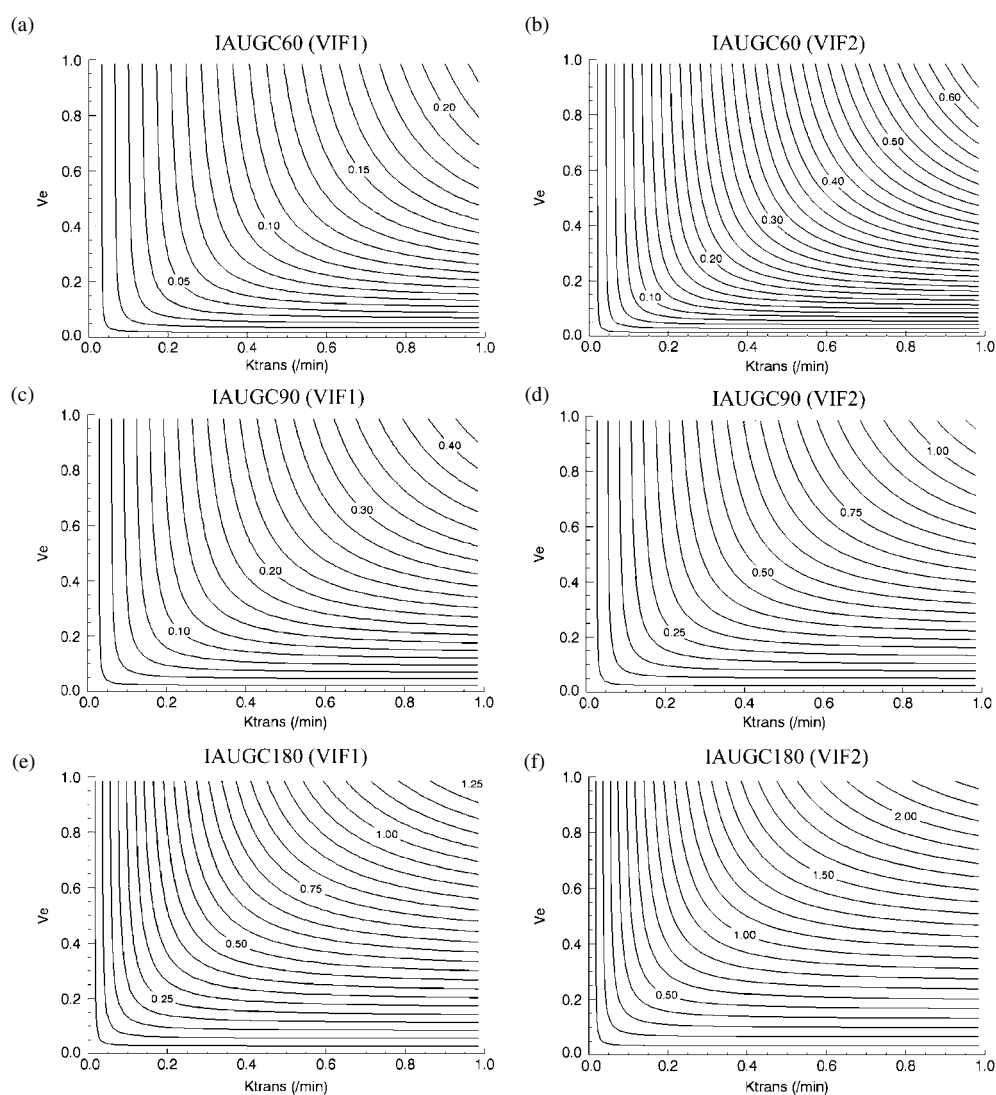 (a)
IAUGC60 (VIF1)
1.0
0.8
0.6
0.4
0.2
0.0
Ve
0.20
0.15
0.10
0.05
0.0 0.2 0.4 0.6 0.8 1.0
Ktrans (/min)
(b)
IAUGC60 (VIF2)
1.0
0.8
0.6
0.4
0.2
0.0
Ve
0.60
0.50
0.40
0.30
0.20
0.10
0.0 0.2 0.4 0.6 0.8 1.0
Ktrans (/min)
(c)
IAUGC90 (VIF1)
1.0
0.8
0.6
0.4
0.2
0.0
Ve
0.40
0.30
0.20
0.10
0.0 0.2 0.4 0.6 0.8 1.0
Ktrans (/min)
(d)
IAUGC90 (VIF2)
1.0
0.8
0.6
0.4
0.2
0.0
Ve
1.00
0.75
0.50
0.25
0.0 0.2 0.4 0.6 0.8 1.0
Ktrans (/min)
(e)
IAUGC180 (VIF1)
1.0
0.8
0.6
0.4
0.2
0.0
Ve
1.25
1.00
0.75
0.50
0.25
0.0 0.2 0.4 0.6 0.8 1.0
Ktrans (/min)
(f)
IAUGC180 (VIF2)
1.0
0.8
0.6
0.4
0.2
0.0
Ve
2.00
1.50
1.00
0.50
0.0 0.2 0.4 0.6 0.8 1.0
Ktrans (/min)